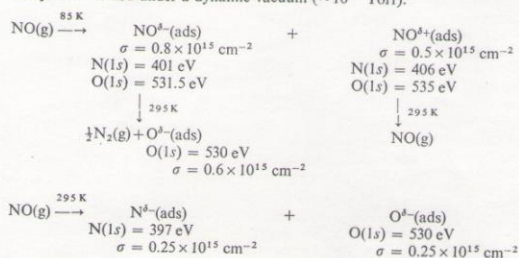 NO(g) 85 K → NO^δ−(ads) + NO^δ+(ads)
σ = 0.8 × 10^15 cm^−2 σ = 0.5 × 10^15 cm^−2
N(1s) = 401 eV N(1s) = 406 eV
O(1s) = 531.5 eV O(1s) = 535 eV
↓ 295 K ↓ 295 K
½N₂(g) + O^δ−(ads) NO(g)
O(1s) = 530 eV
σ = 0.6 × 10^15 cm^−2
NO(g) 295 K → N^δ−(ads) + O^δ−(ads)
N(1s) = 397 eV O(1s) = 530 eV
σ = 0.25 × 10^15 cm^−2 σ = 0.25 × 10^15 cm^−2